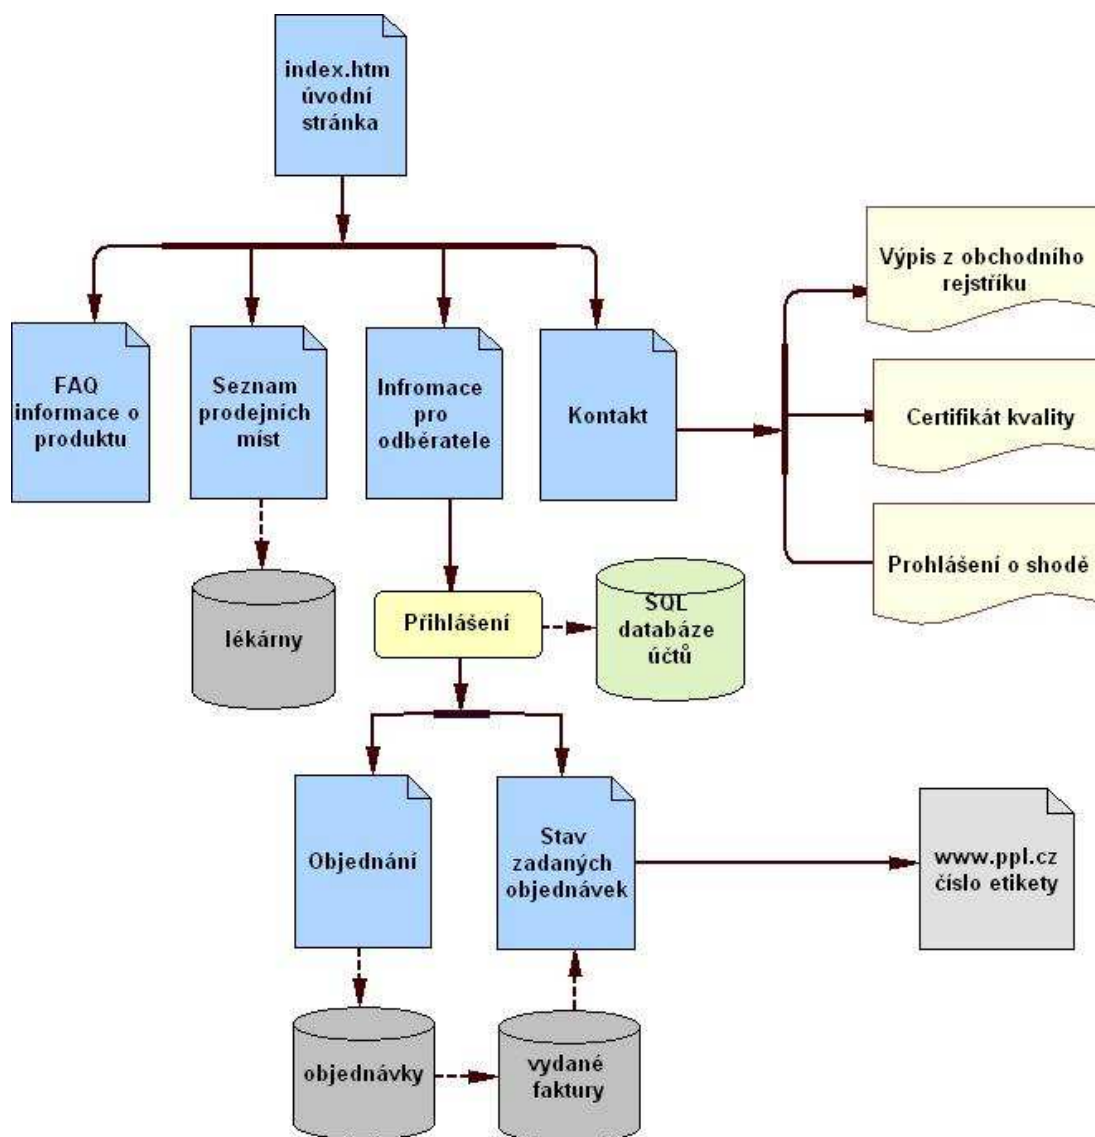 index.htm
úvodní
stránka
Výpis z obchodního
rejstříku
FAQ
informace o
produktu
Seznam
prodejních
míst
Infromace
pro
odběratele
Kontakt
Certifikát kvality
Prohlášení o shodě
lékárny
Přihlášení
SQL
databáze
účtů
Objednání
Stav
zadaných
objednávek
www.ppl.cz
číslo etikety
objednávky
vydané
faktury